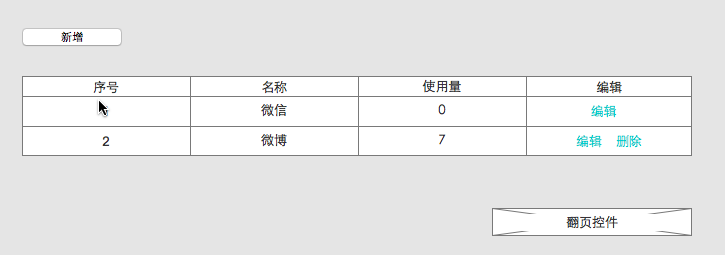 新增
序号 名称 使用量 编辑
微信 0 编辑
2 微博 7 编辑 删除
翻页控件